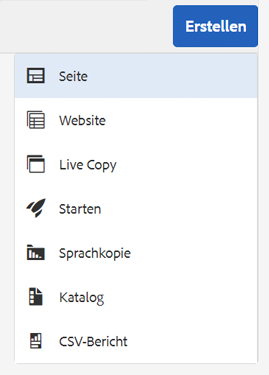 Erstellen
Seite
Website
Live Copy
Starten
Sprachkopie
Katalog
CSV-Bericht